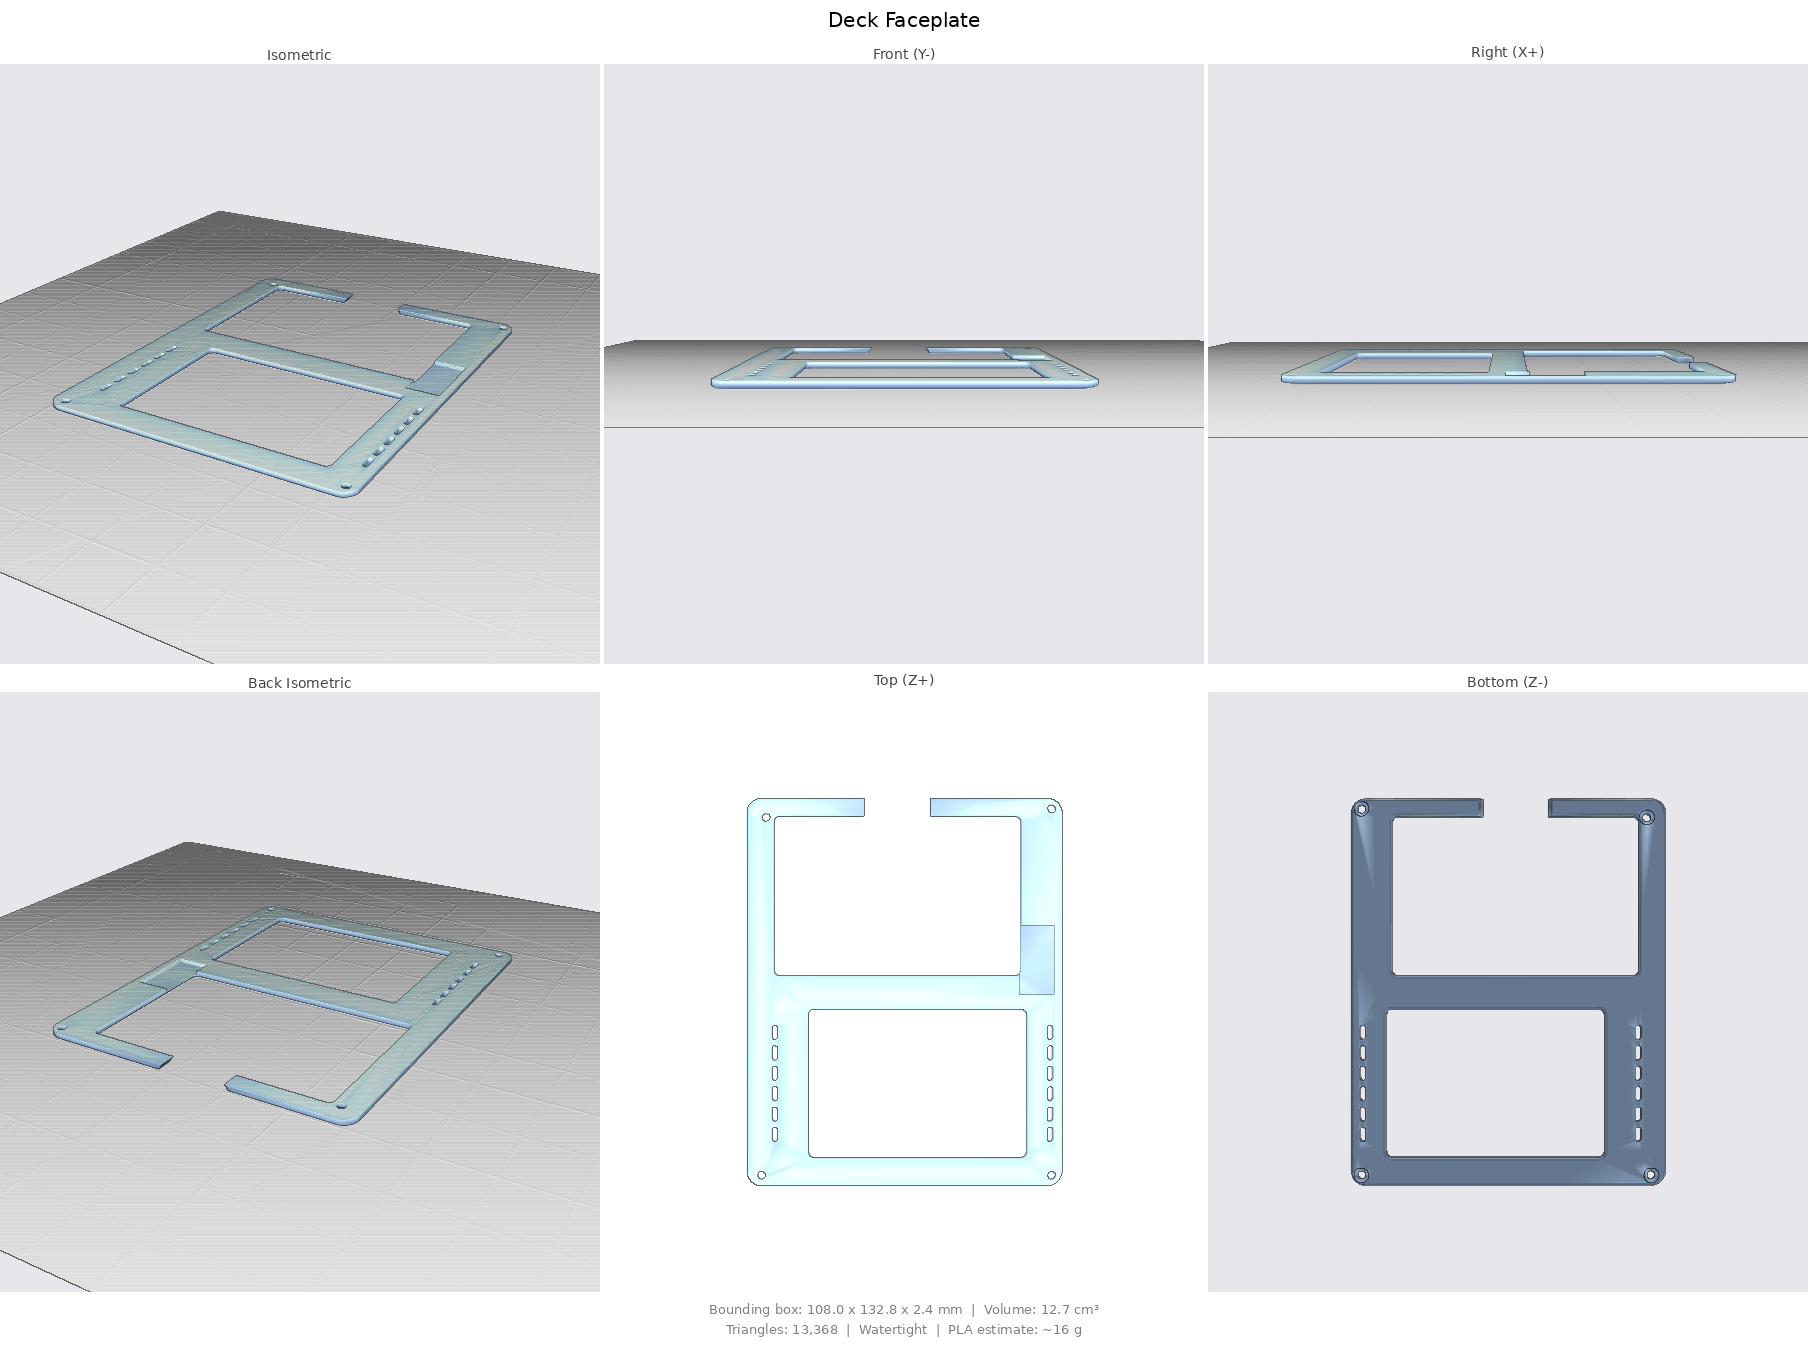 Deck Faceplate
Isometric
Front (Y-)
Right (X+)
Back Isometric
Top (Z+)
Bottom (Z-)
Bounding box: 108.0 x 132.8 x 2.4 mm | Volume: 12.7 cm³
Triangles: 13,368 | Watertight | PLA estimate: ~16 g